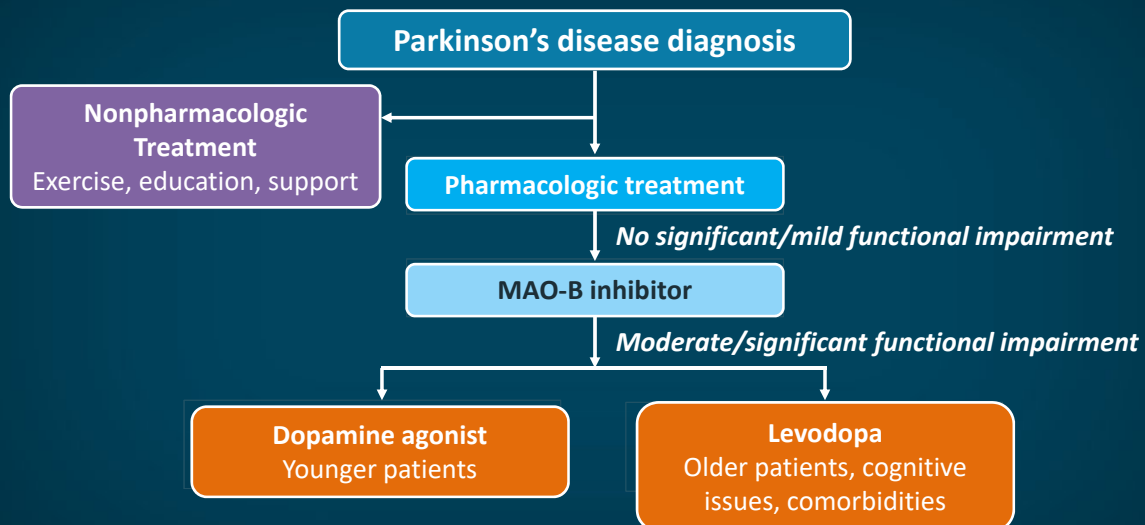 Parkinson's disease diagnosis
Nonpharmacologic
Treatment
Exercise, education, support
Pharmacologic treatment
No significant/mild functional impairment
MAO-B inhibitor
Moderate/significant functional impairment
Dopamine agonist
Younger patients
Levodopa
Older patients, cognitive
issues, comorbidities